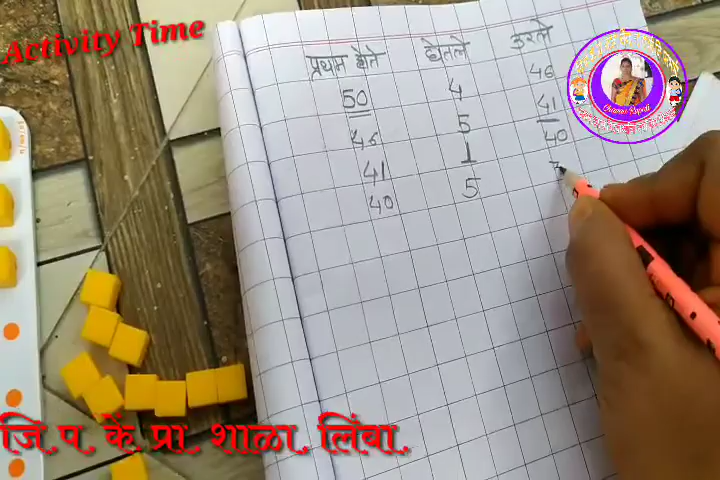 Activity Time
प्रथम होते घेतले उरले
50 4 46
46 5 41
41 1 40
40 5
जि.प.कें.प्रा.शाळा,लिंबा.